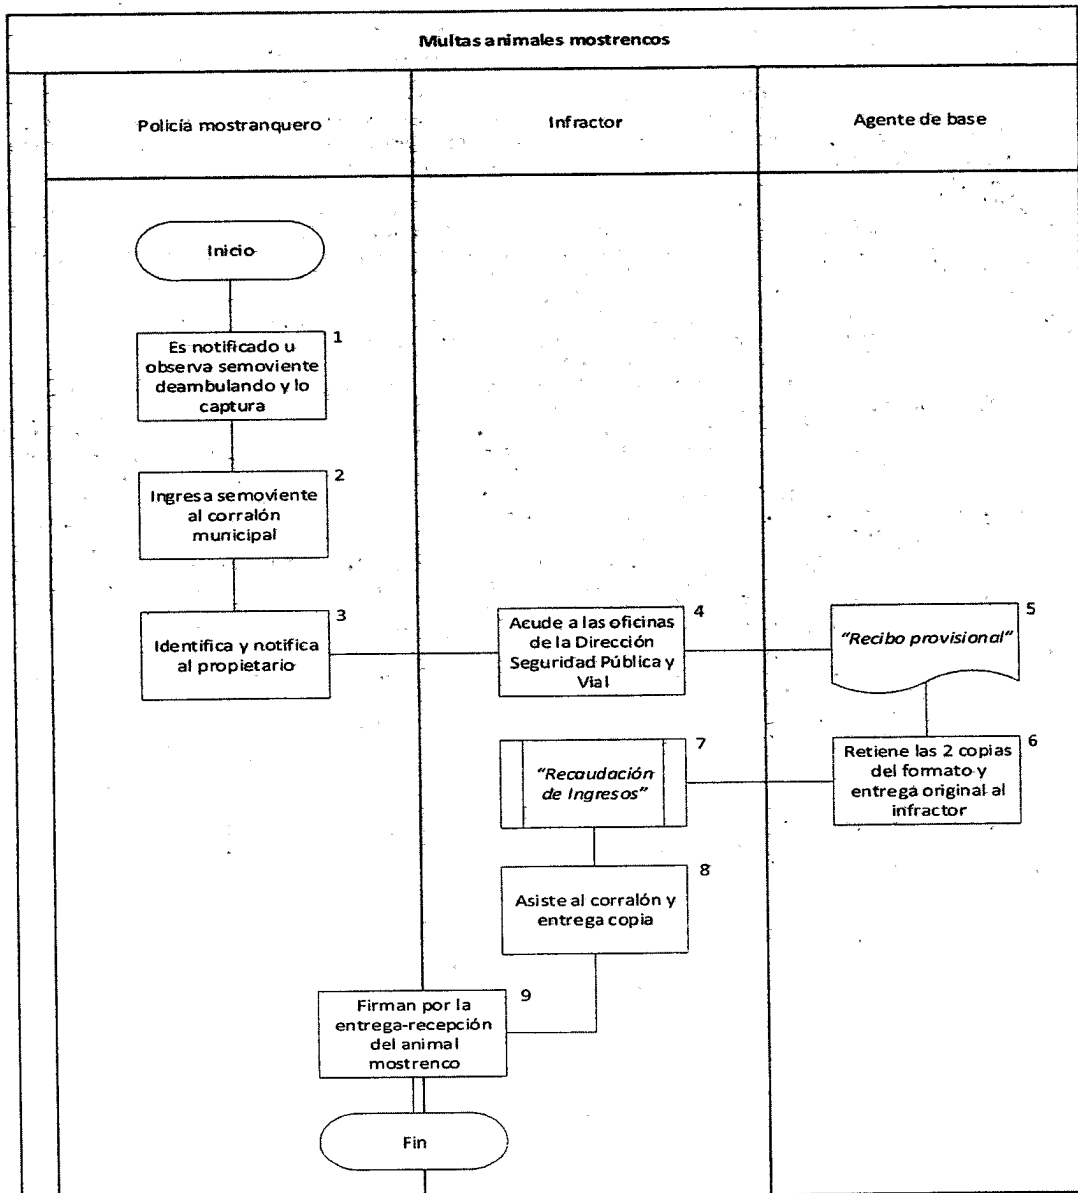 Multas animales mostrencos
Policía mostranquero
Infractor
Agente de base
Inicio
1
Es notificado u
observa semoviente
deambulando y lo
captura
2
Ingresa semoviente
al corralón
municipal
3
Identifica y notifica
al propietario
4
Acude a las oficinas
de la Dirección
Seguridad Pública y
Vial
5
"Recibo provisional"
6
Retiene las 2 copias
del formato y
entrega original al
infractor
7
"Recaudación
de Ingresos"
8
Asiste al corralón y
entrega copia
9
Firman por la
entrega-recepción
del animal
mostrenco
Fin